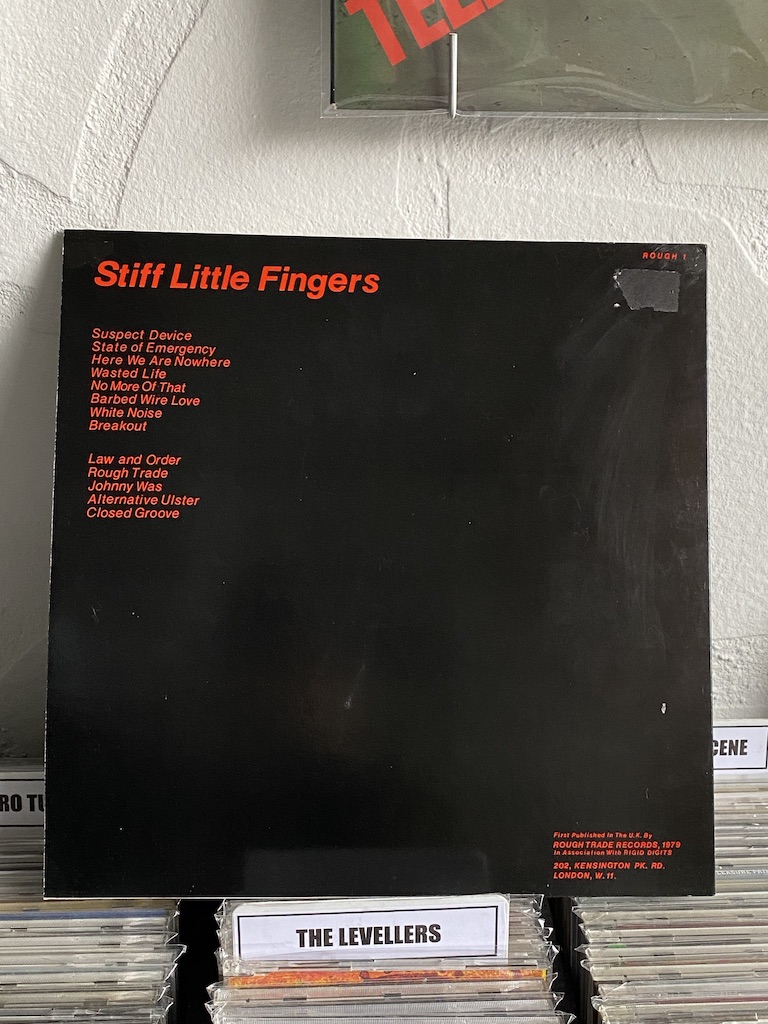 TEL
ROUGH 1
Stiff Little Fingers
Suspect Device
State of Emergency
Here We Are Nowhere
Wasted Life
No More Of That
Barbed Wire Love
White Noise
Breakout
Law and Order
Rough Trade
Johnny Was
Alternative Ulster
Closed Groove
First Published In The U.K. By
ROUGH TRADE RECORDS, 1979
In Association With RIGID DIGITS
202, KENSINGTON PK. RD.
LONDON, W.11.
CENE
RO TU
THE LEVELLERS